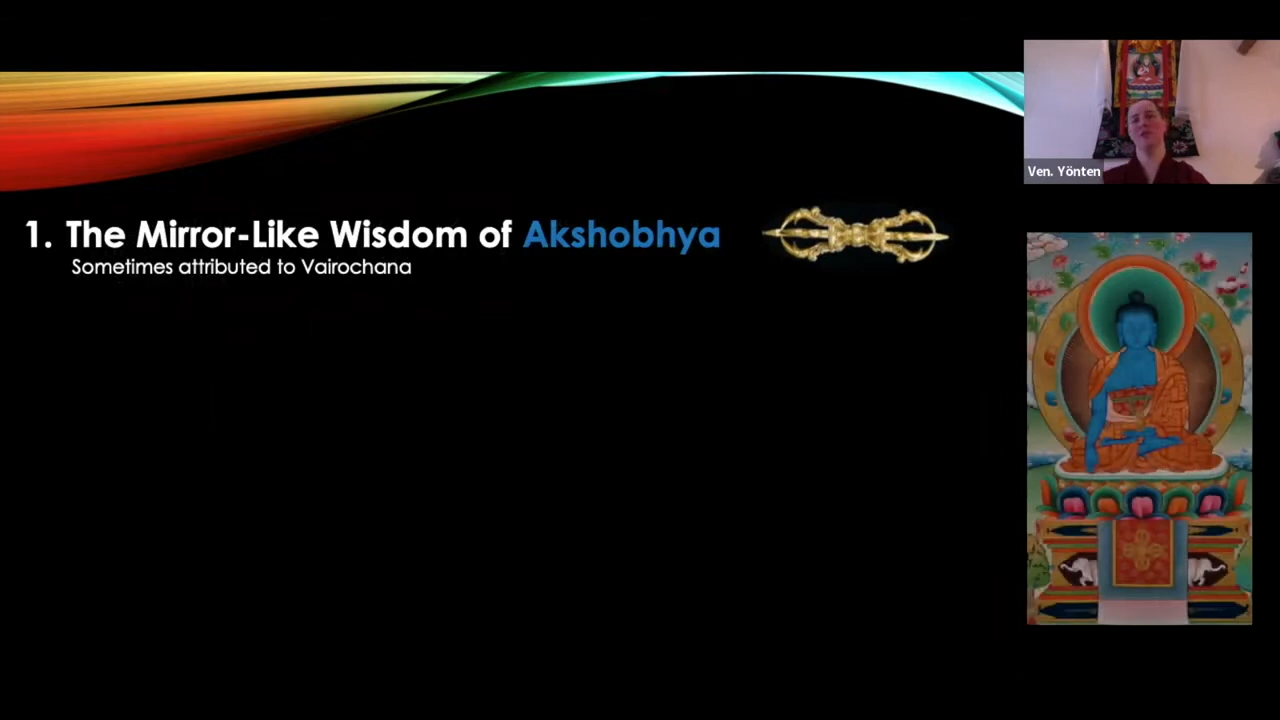 1. The Mirror-Like Wisdom of Akshobhya
Sometimes attributed to Vairochana
Ven. Yönten